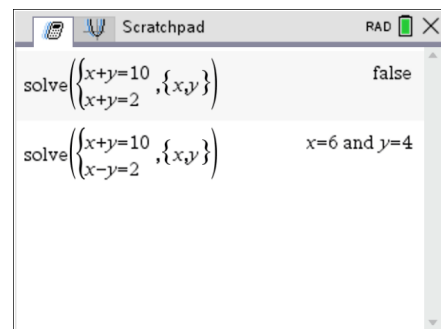 Scratchpad RAD
x+y=10
solve( ,{x,y}) false
x+y=2
x+y=10
solve( ,{x,y}) x=6 and y=4
x−y=2